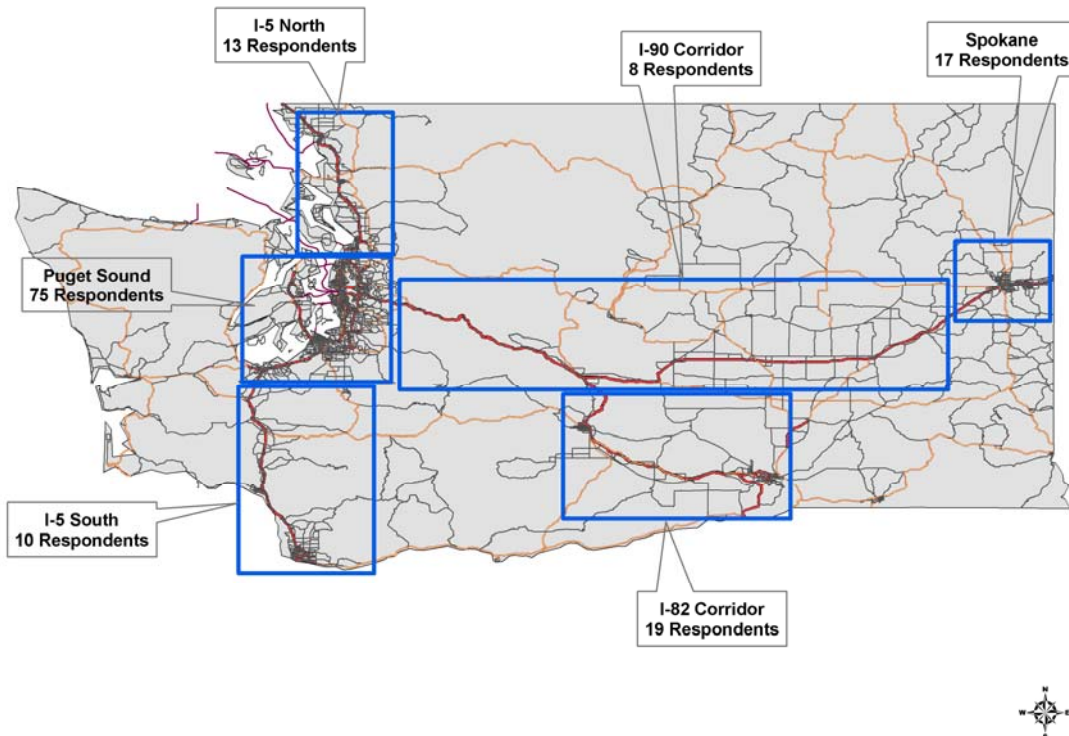 I-5 North
13 Respondents
I-90 Corridor
8 Respondents
Spokane
17 Respondents
Puget Sound
75 Respondents
I-5 South
10 Respondents
I-82 Corridor
19 Respondents
N
W
E